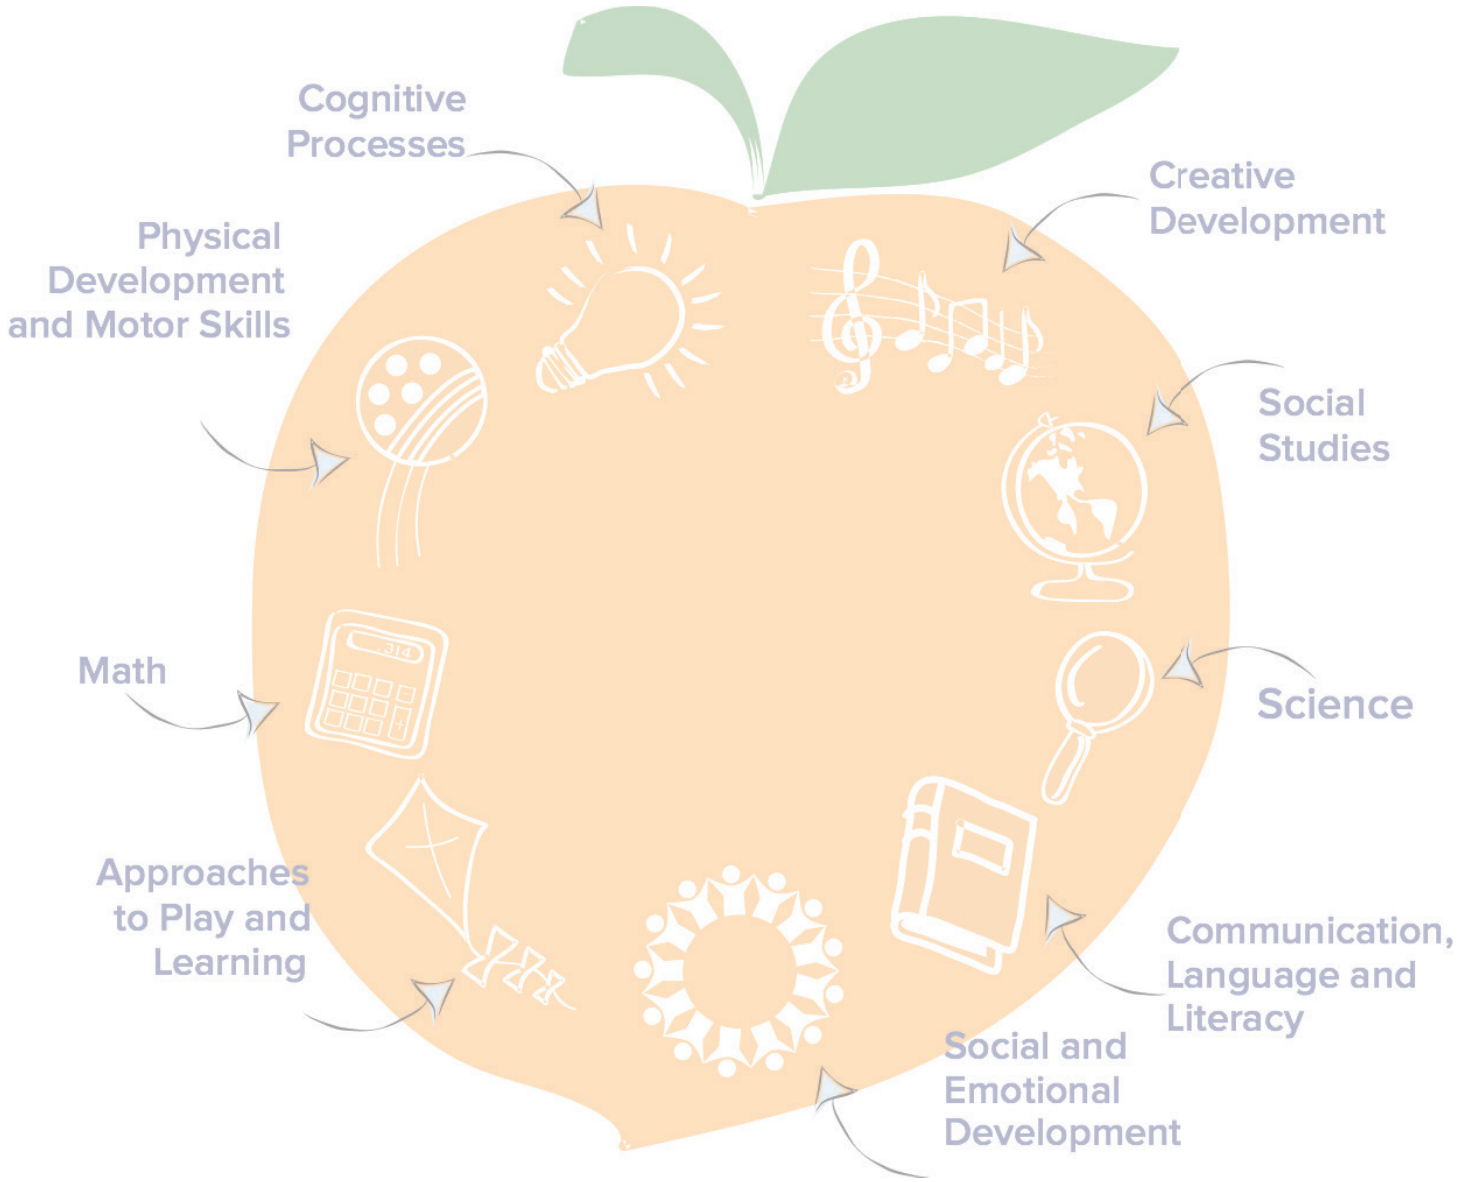 Cognitive
Processes
Creative
Development
Physical
Development
and Motor Skills
Social
Studies
.314
Math
Science
Approaches
to Play and
Learning
Communication,
Language and
Literacy
Social and
Emotional
Development